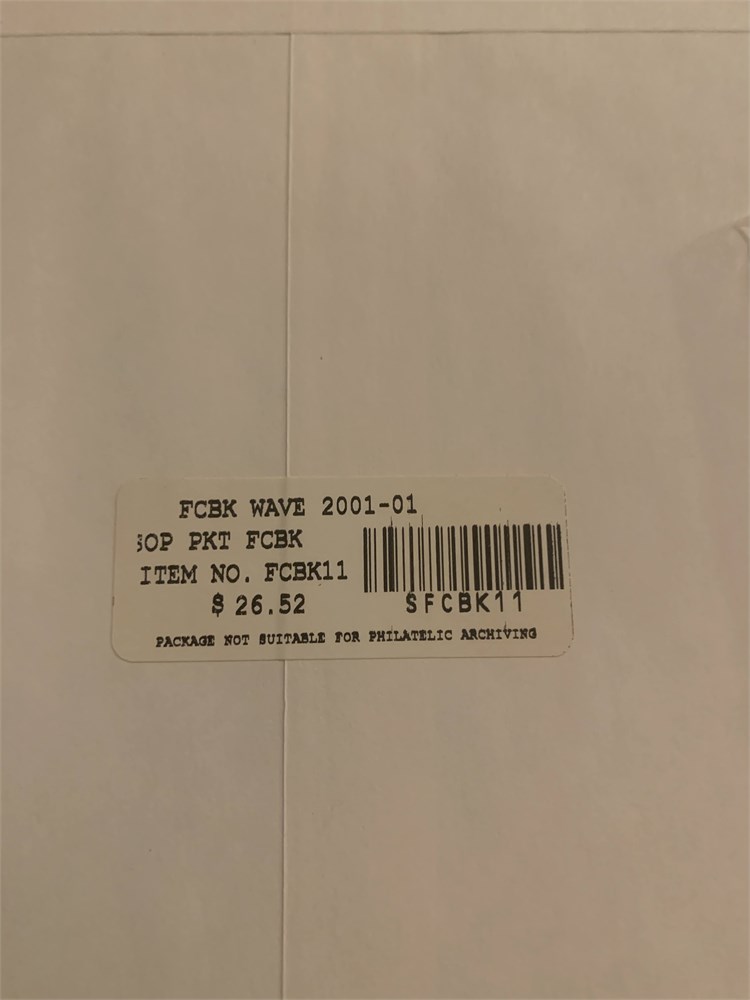 FCBK WAVE 2001-01
SOP PKT FCBK
ITEM NO. FCBK11
$ 26.52
SFCBK11
PACKAGE NOT SUITABLE FOR PHILATELIC ARCHIVING